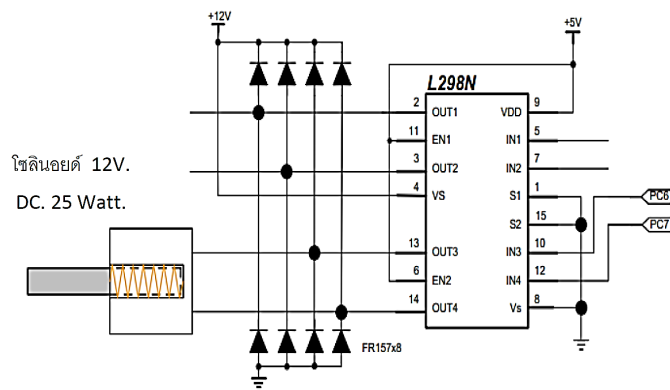 +12V
+5V
L298N
2 OUT1 VDD 9
11 EN1 IN1 5
3 OUT2 IN2 7
4 VS S1 1
S2 15
13 OUT3 IN3 10
6 EN2 IN4 12
14 OUT4 Vs 8
PC6
PC7
โซลินอยด์ 12V.
DC. 25 Watt.
FR157x8